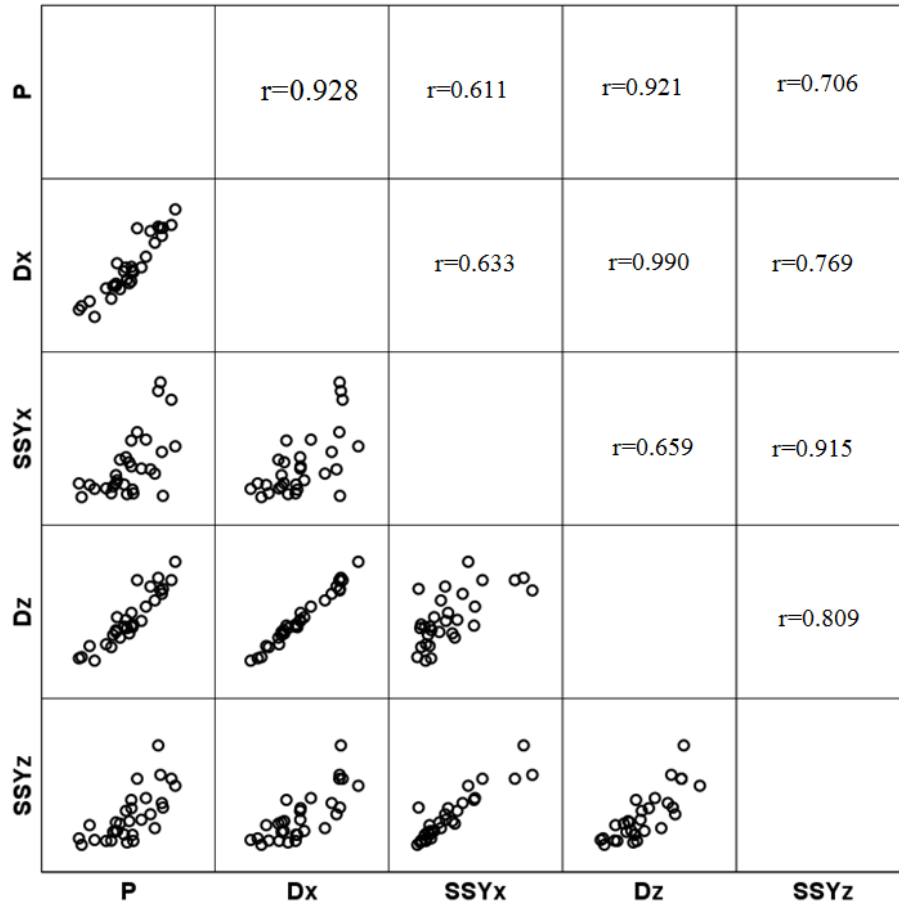 P
r=0.928
r=0.611
r=0.921
r=0.706
Dx
r=0.633
r=0.990
r=0.769
SSYx
r=0.659
r=0.915
Dz
r=0.809
SSYz
P
Dx
SSYx
Dz
SSYz